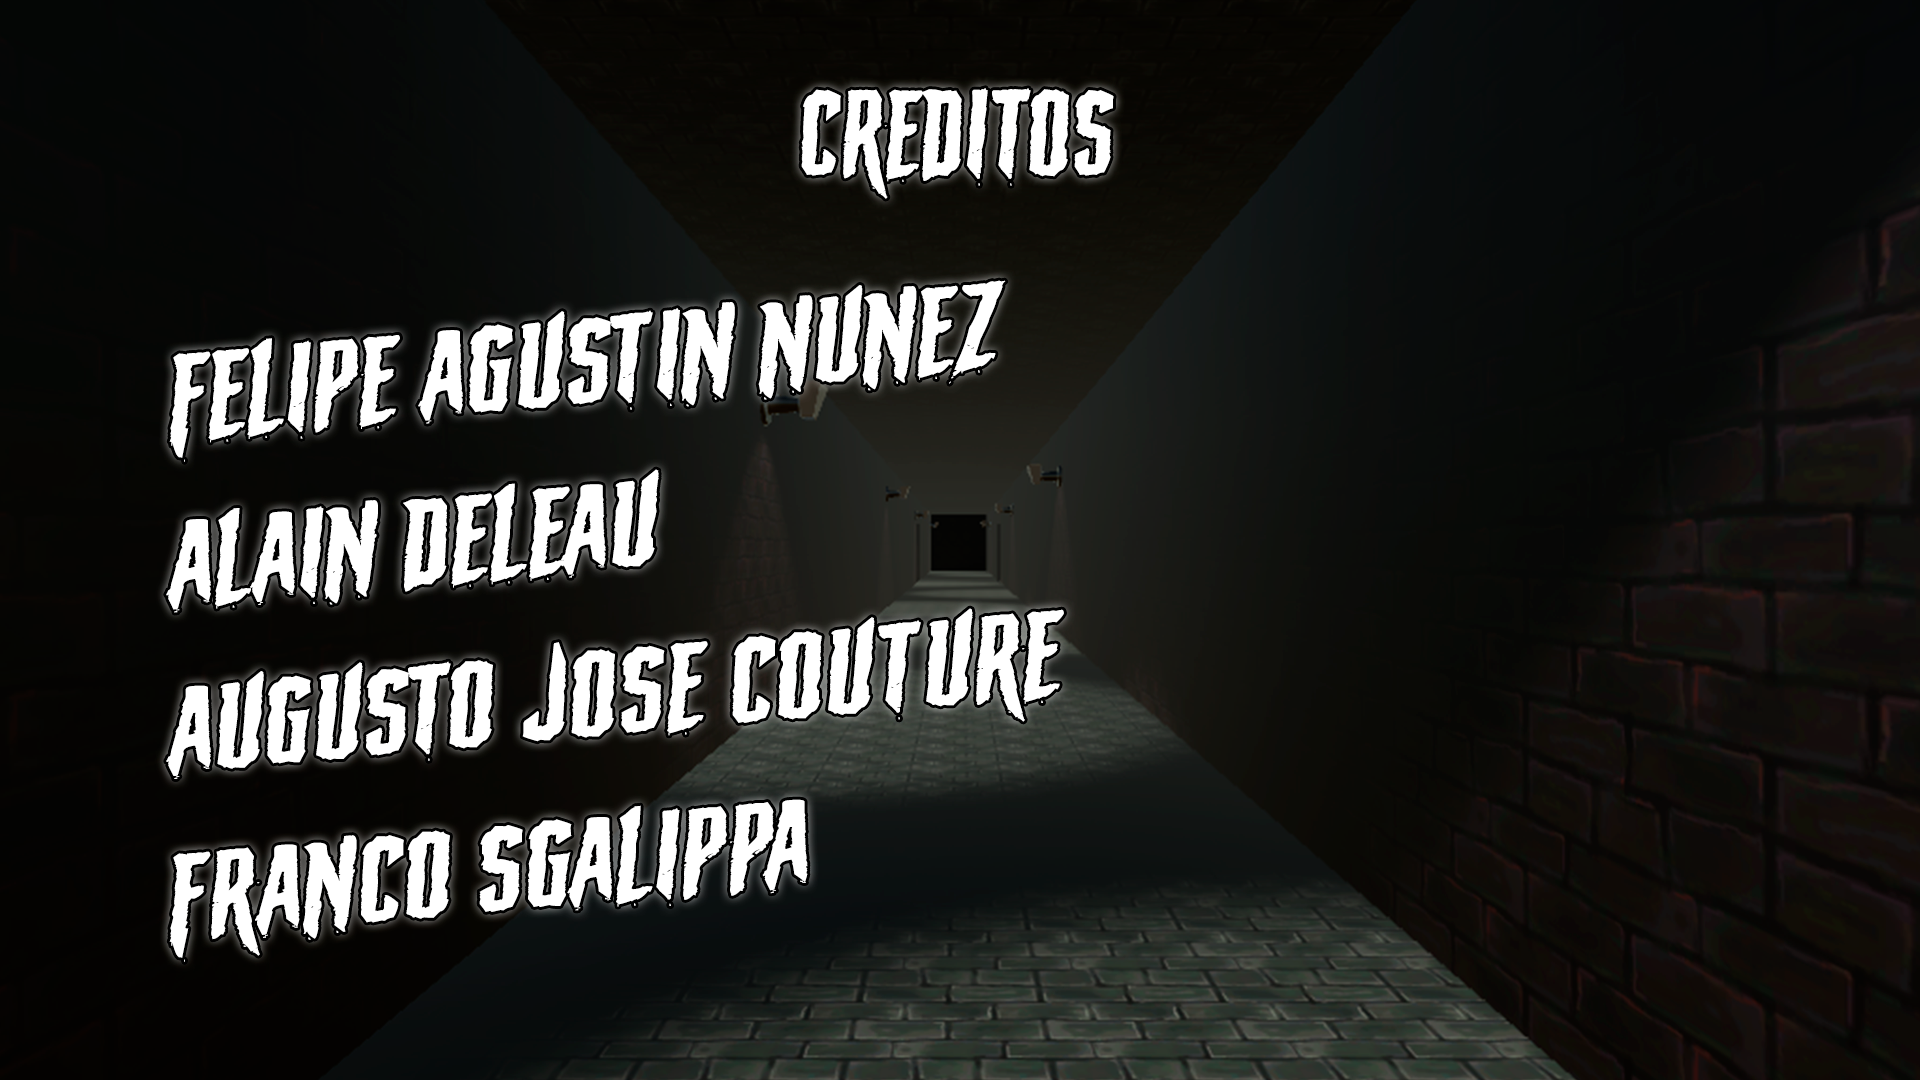 CREDITOS
FELIPE AGUSTIN NUNEZ
ALAIN DELEAU
AUGUSTO JOSE COUTURE
FRANCO SGALIPPA